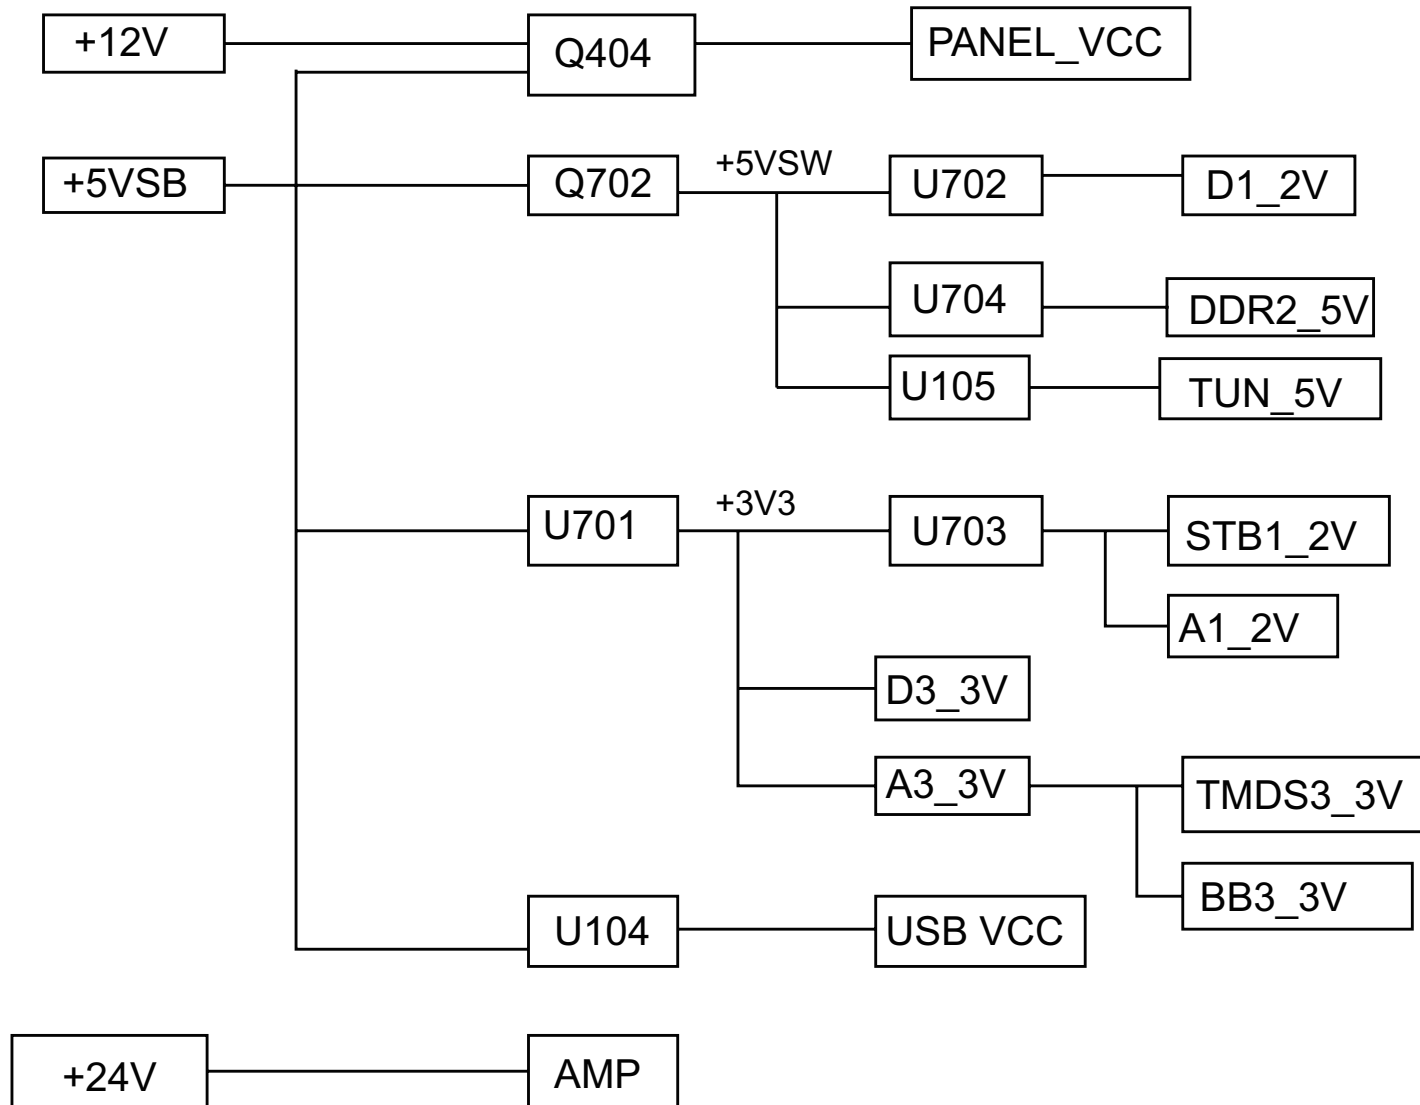 +12V
Q404
PANEL_VCC
+5VSB
Q702
+5VSW
U702
D1_2V
U704
DDR2_5V
U105
TUN_5V
U701
+3V3
U703
STB1_2V
A1_2V
D3_3V
A3_3V
TMDS3_3V
BB3_3V
U104
USB VCC
+24V
AMP